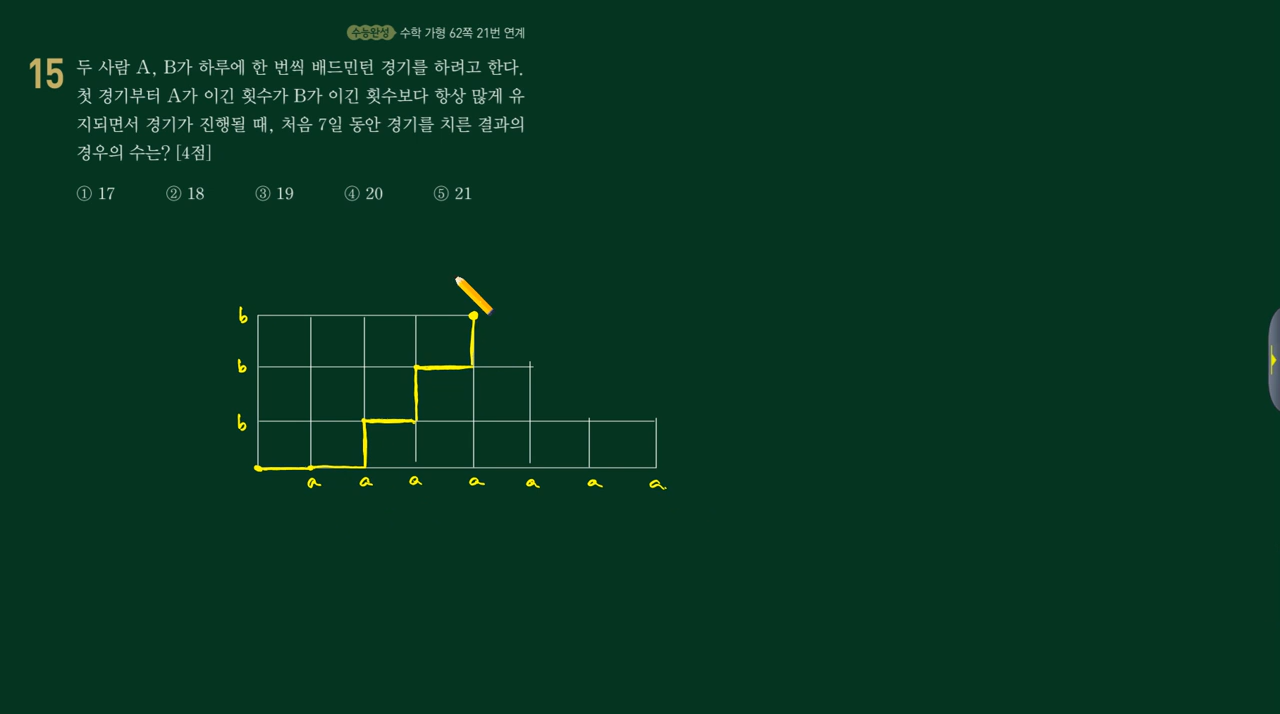 수능완성 수학 가형 62쪽 21번 연계
15 두 사람 A, B가 하루에 한 번씩 배드민턴 경기를 하려고 한다.
첫 경기부터 A가 이긴 횟수가 B가 이긴 횟수보다 항상 많게 유
지되면서 경기가 진행될 때, 처음 7일 동안 경기를 치른 결과의
경우의 수는? [4점]
① 17 ② 18 ③ 19 ④ 20 ⑤ 21
b
b
b
a a a a a a a